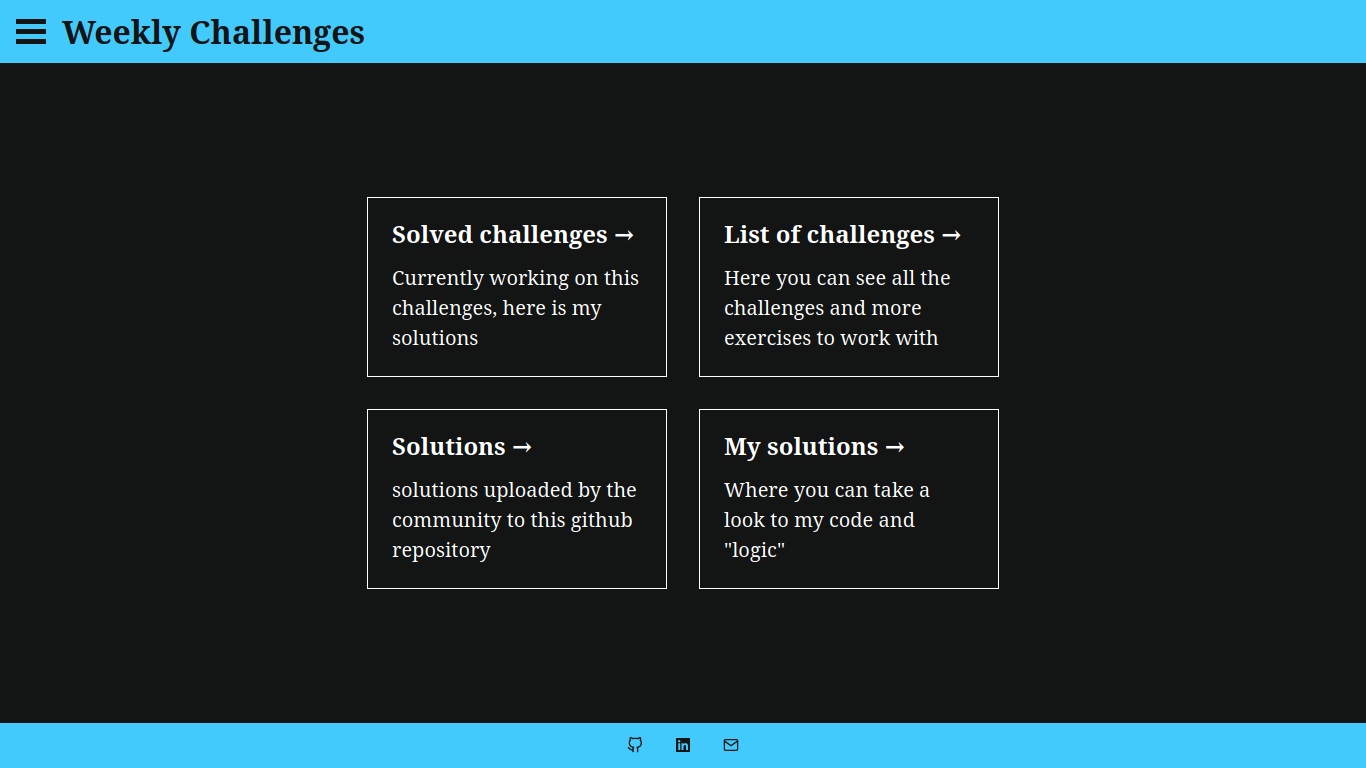 Weekly Challenges
Solved challenges →
Currently working on this
challenges, here is my
solutions
List of challenges →
Here you can see all the
challenges and more
exercises to work with
Solutions →
solutions uploaded by the
community to this github
repository
My solutions →
Where you can take a
look to my code and
"logic"